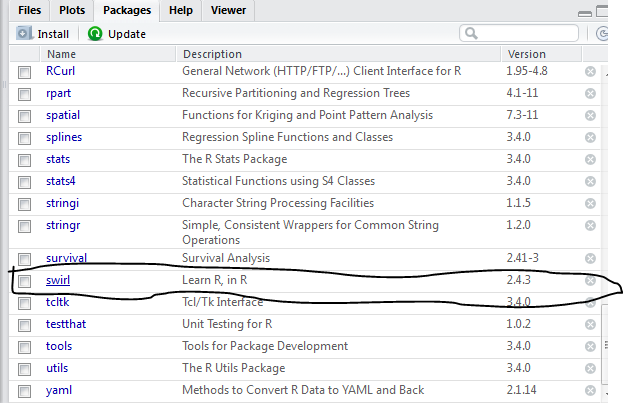 Files Plots Packages Help Viewer
Install Update
Name Description Version
RCurl General Network (HTTP/FTP/...) Client Interface for R 1.95-4.8
rpart Recursive Partitioning and Regression Trees 4.1-11
spatial Functions for Kriging and Point Pattern Analysis 7.3-11
splines Regression Spline Functions and Classes 3.4.0
stats The R Stats Package 3.4.0
stats4 Statistical Functions using S4 Classes 3.4.0
stringi Character String Processing Facilities 1.1.5
stringr Simple, Consistent Wrappers for Common String 1.2.0
Operations
survival Survival Analysis 2.41-3
swirl Learn R, in R 2.4.3
tcltk Tcl/Tk Interface 3.4.0
testthat Unit Testing for R 1.0.2
tools Tools for Package Development 3.4.0
utils The R Utils Package 3.4.0
yaml Methods to Convert R Data to YAML and Back 2.1.14